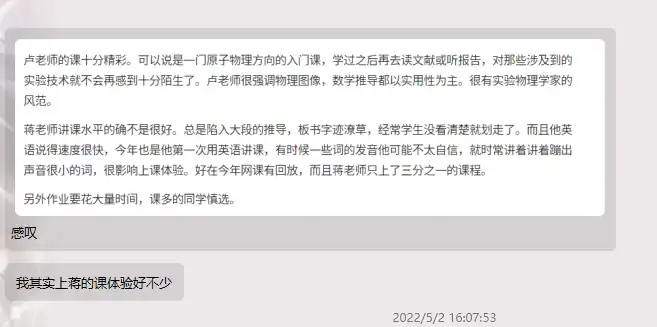 卢老师的课十分精彩。可以说是一门原子物理方向的入门课，学过之后再去读文献或听报告，对那些涉及到的
实验技术就不会再感到十分陌生了。卢老师很强调物理图像，数学推导都以实用性为主。很有实验物理学家的
风范。
蒋老师讲课水平的确不是很好。总是陷入大段的推导，板书字迹潦草，经常学生没看清楚就划走了。而且他英
语说得速度很快，今年也是他第一次用英语讲课，有时候一些词的发音他可能不太自信，就时常讲着讲着蹦出
声音很小的词，很影响上课体验。好在今年网课有回放，而且蒋老师只上了三分之一的课程。
另外作业要花大量时间，课多的同学慎选。
感叹
我其实上蒋的课体验好不少
2022/5/2 16:07:53